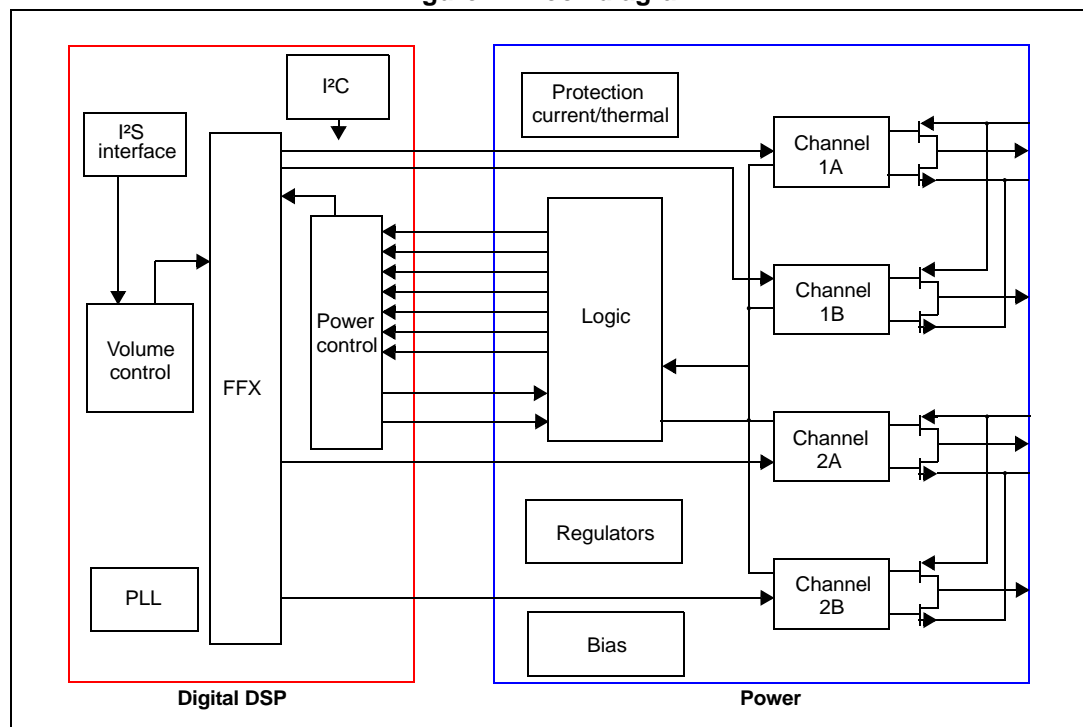 I²C
Protection
current/thermal
I²S
interface
Channel
1A
Channel
1B
Logic
Power
control
Volume
control
FFX
Channel
2A
Regulators
PLL
Channel
2B
Bias
Digital DSP
Power